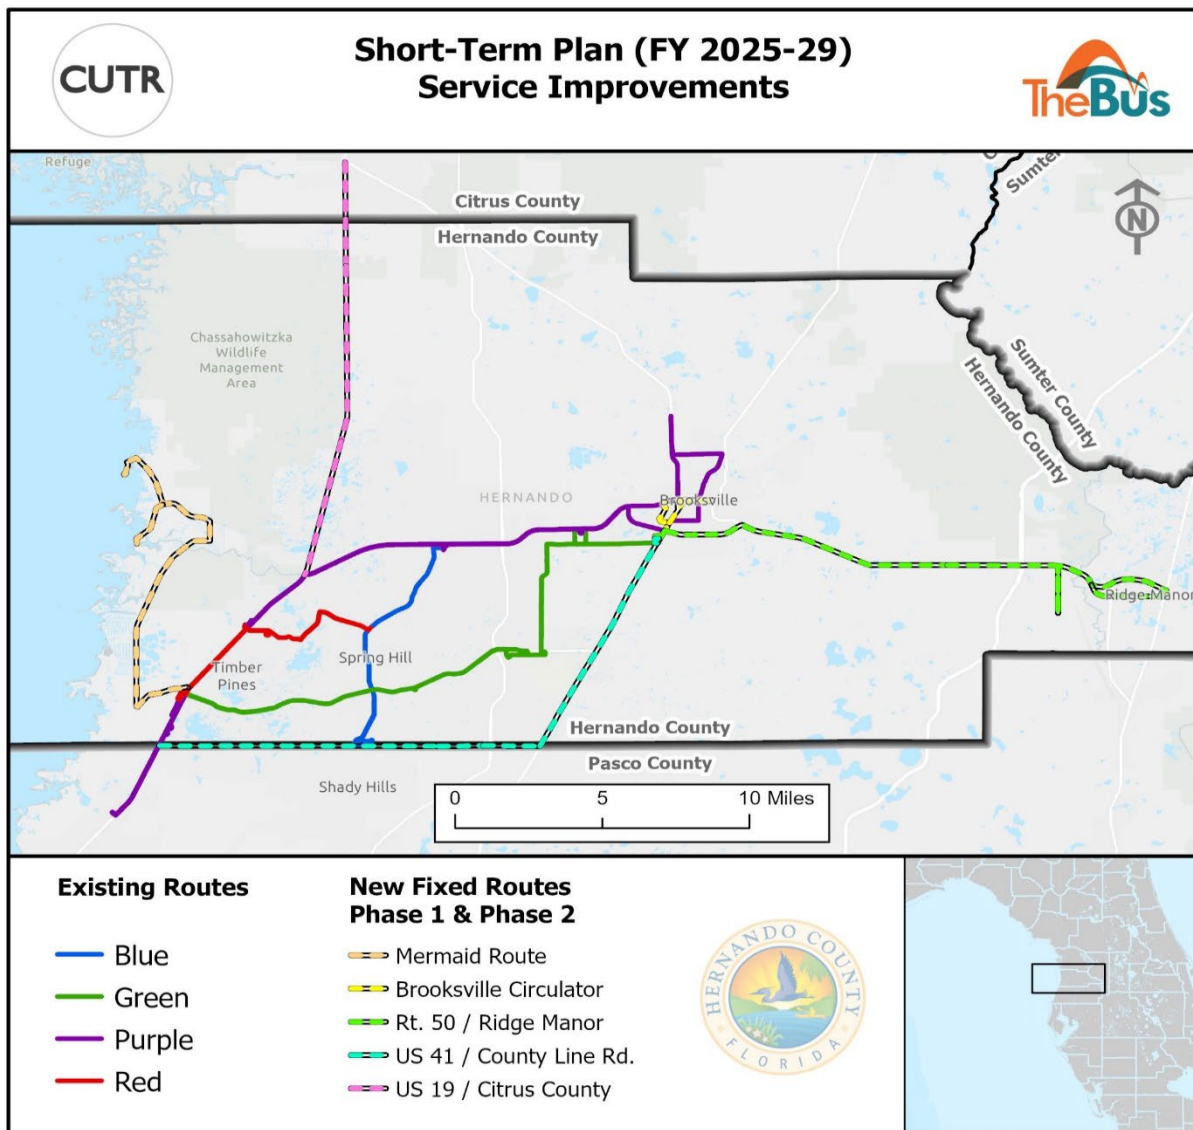 CUTR
Short-Term Plan (FY 2025-29)
Service Improvements
TheBus
Refuge
Citrus County
Hernando County
Sumter
N
Chassahowitzka
Wildlife
Management
Area
Sumter County
Hernando County
HERNANDO
Brooksville
Ridge Manor
Timber
Pines
Spring Hill
Hernando County
Pasco County
Shady Hills
0 5 10 Miles
Existing Routes
Blue
Green
Purple
Red
New Fixed Routes
Phase 1 & Phase 2
Mermaid Route
Brooksville Circulator
Rt. 50 / Ridge Manor
US 41 / County Line Rd.
US 19 / Citrus County
HERNANDO COUNTY
FLORIDA